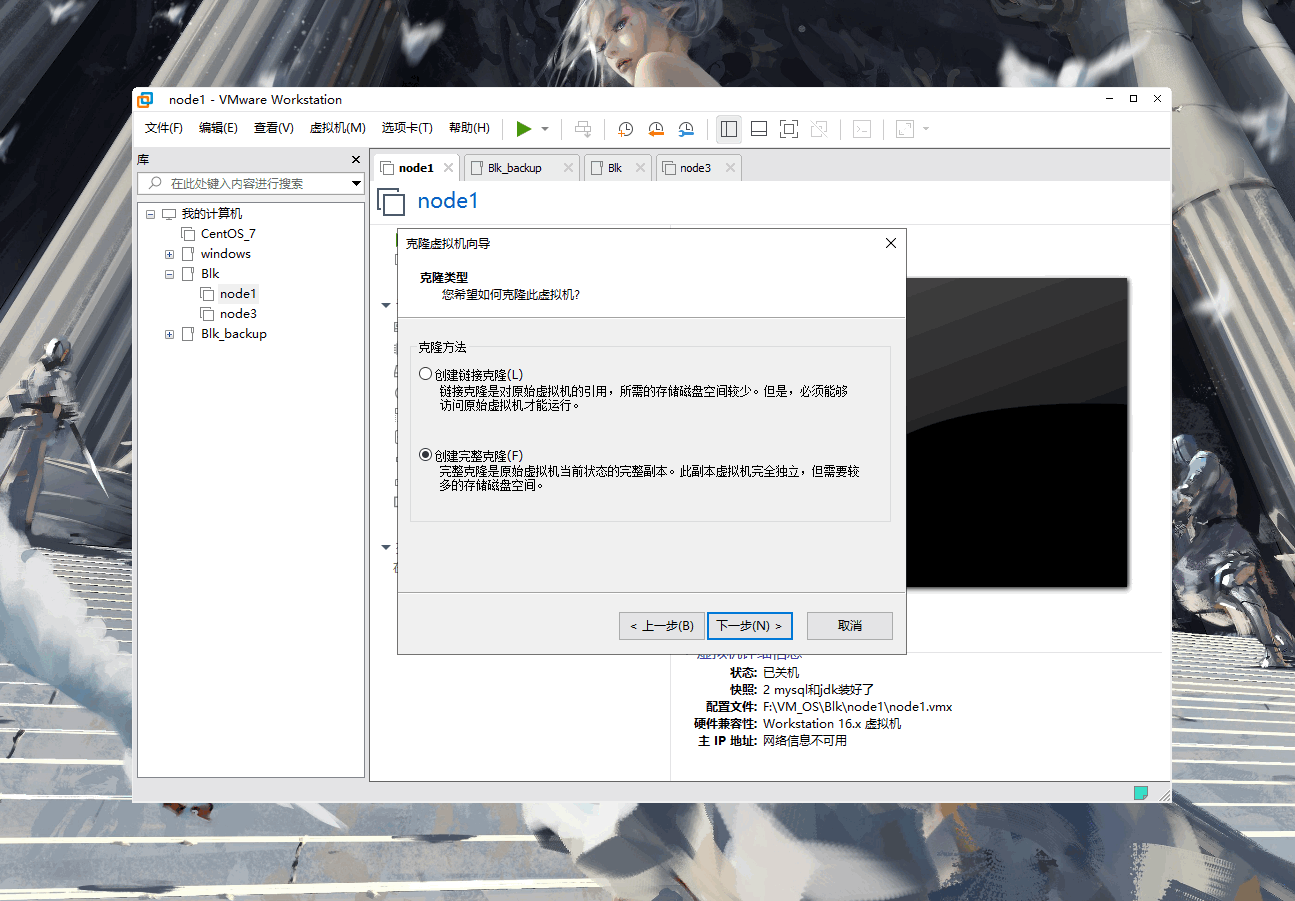 node1 - VMware Workstation
文件(F) 编辑(E) 查看(V) 虚拟机(M) 选项卡(T) 帮助(H)
库
在此处键入内容进行搜索
我的计算机
CentOS_7
windows
Blk
node1
node3
Blk_backup
node1 Blk_backup Blk node3
node1
克隆虚拟机向导
克隆类型
您希望如何克隆此虚拟机?
克隆方法
创建链接克隆(L)
链接克隆是对原始虚拟机的引用，所需的存储磁盘空间较少。但是，必须能够
访问原始虚拟机才能运行。
创建完整克隆(F)
完整克隆是原始虚拟机当前状态的完整副本。此副本虚拟机完全独立，但需要较
多的存储磁盘空间。
< 上一步(B) 下一步(N) > 取消
虚拟机详细信息
状态: 已关机
快照: 2 mysql和jdk装好了
配置文件: F:\VM_OS\Blk\node1\node1.vmx
硬件兼容性: Workstation 16.x 虚拟机
主 IP 地址: 网络信息不可用